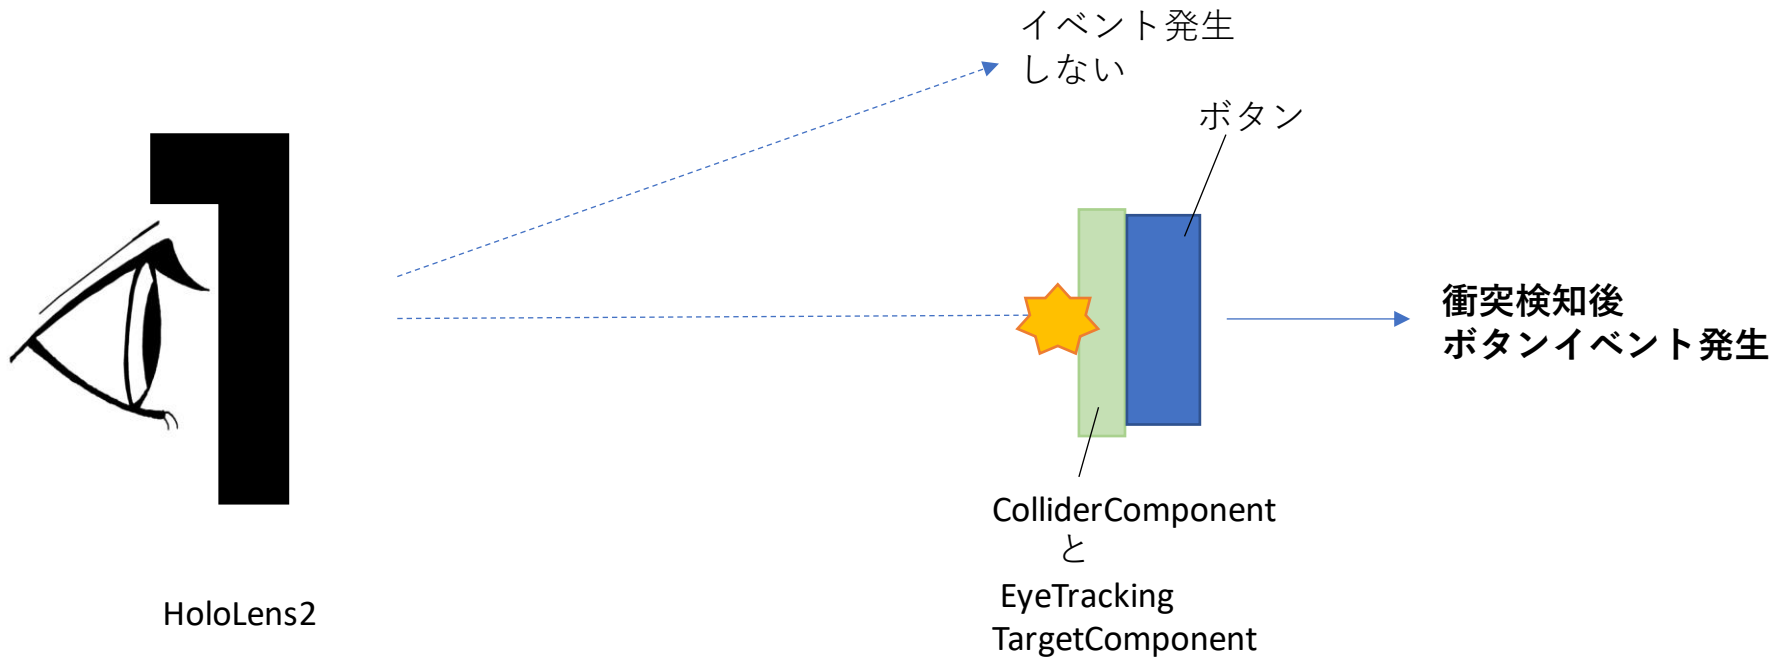 イベント発生
しない
ボタン
衝突検知後
ボタンイベント発生
ColliderComponent
と
EyeTracking
TargetComponent
HoloLens2